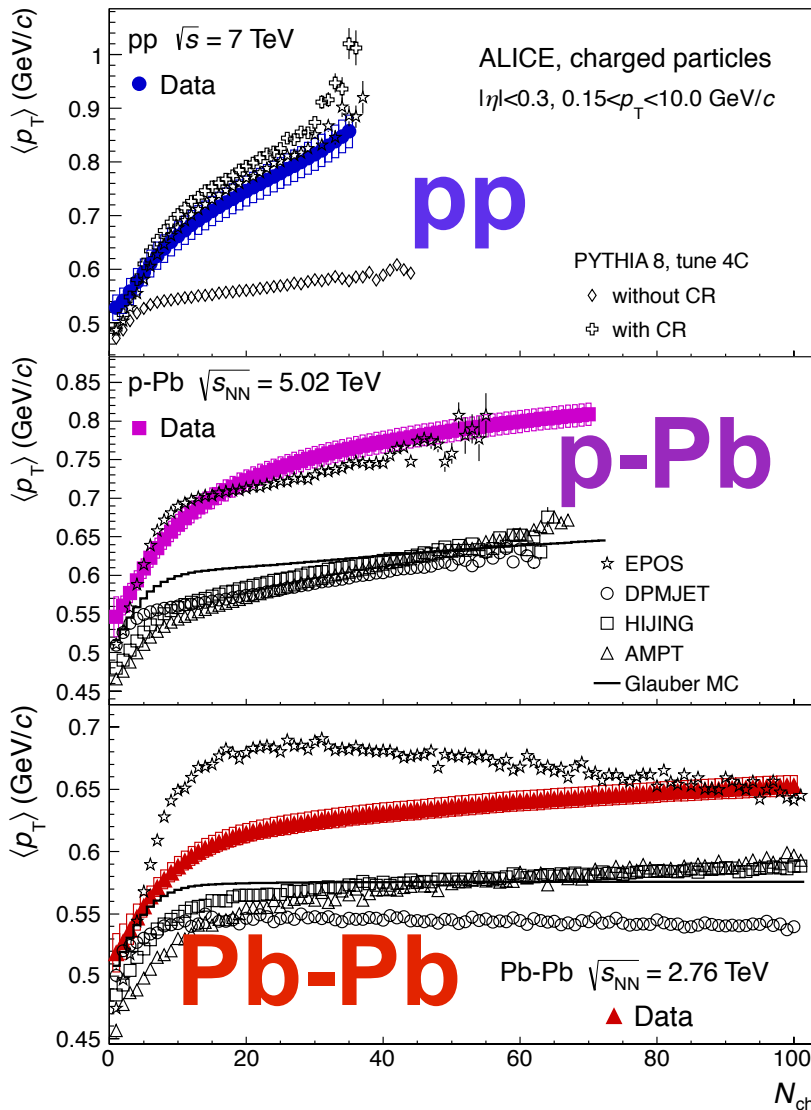 pp √s = 7 TeV
Data
ALICE, charged particles
|η|<0.3, 0.15<pT<10.0 GeV/c
pp
PYTHIA 8, tune 4C
without CR
with CR
⟨pT⟩ (GeV/c)
1
0.9
0.8
0.7
0.6
0.5
p-Pb √sNN = 5.02 TeV
Data
p-Pb
EPOS
DPMJET
HIJING
AMPT
Glauber MC
⟨pT⟩ (GeV/c)
0.85
0.8
0.75
0.7
0.65
0.6
0.55
0.5
0.45
⟨pT⟩ (GeV/c)
0.7
0.65
0.6
0.55
0.5
0.45
Pb-Pb
Pb-Pb √sNN = 2.76 TeV
Data
0 20 40 60 80 100
Nch